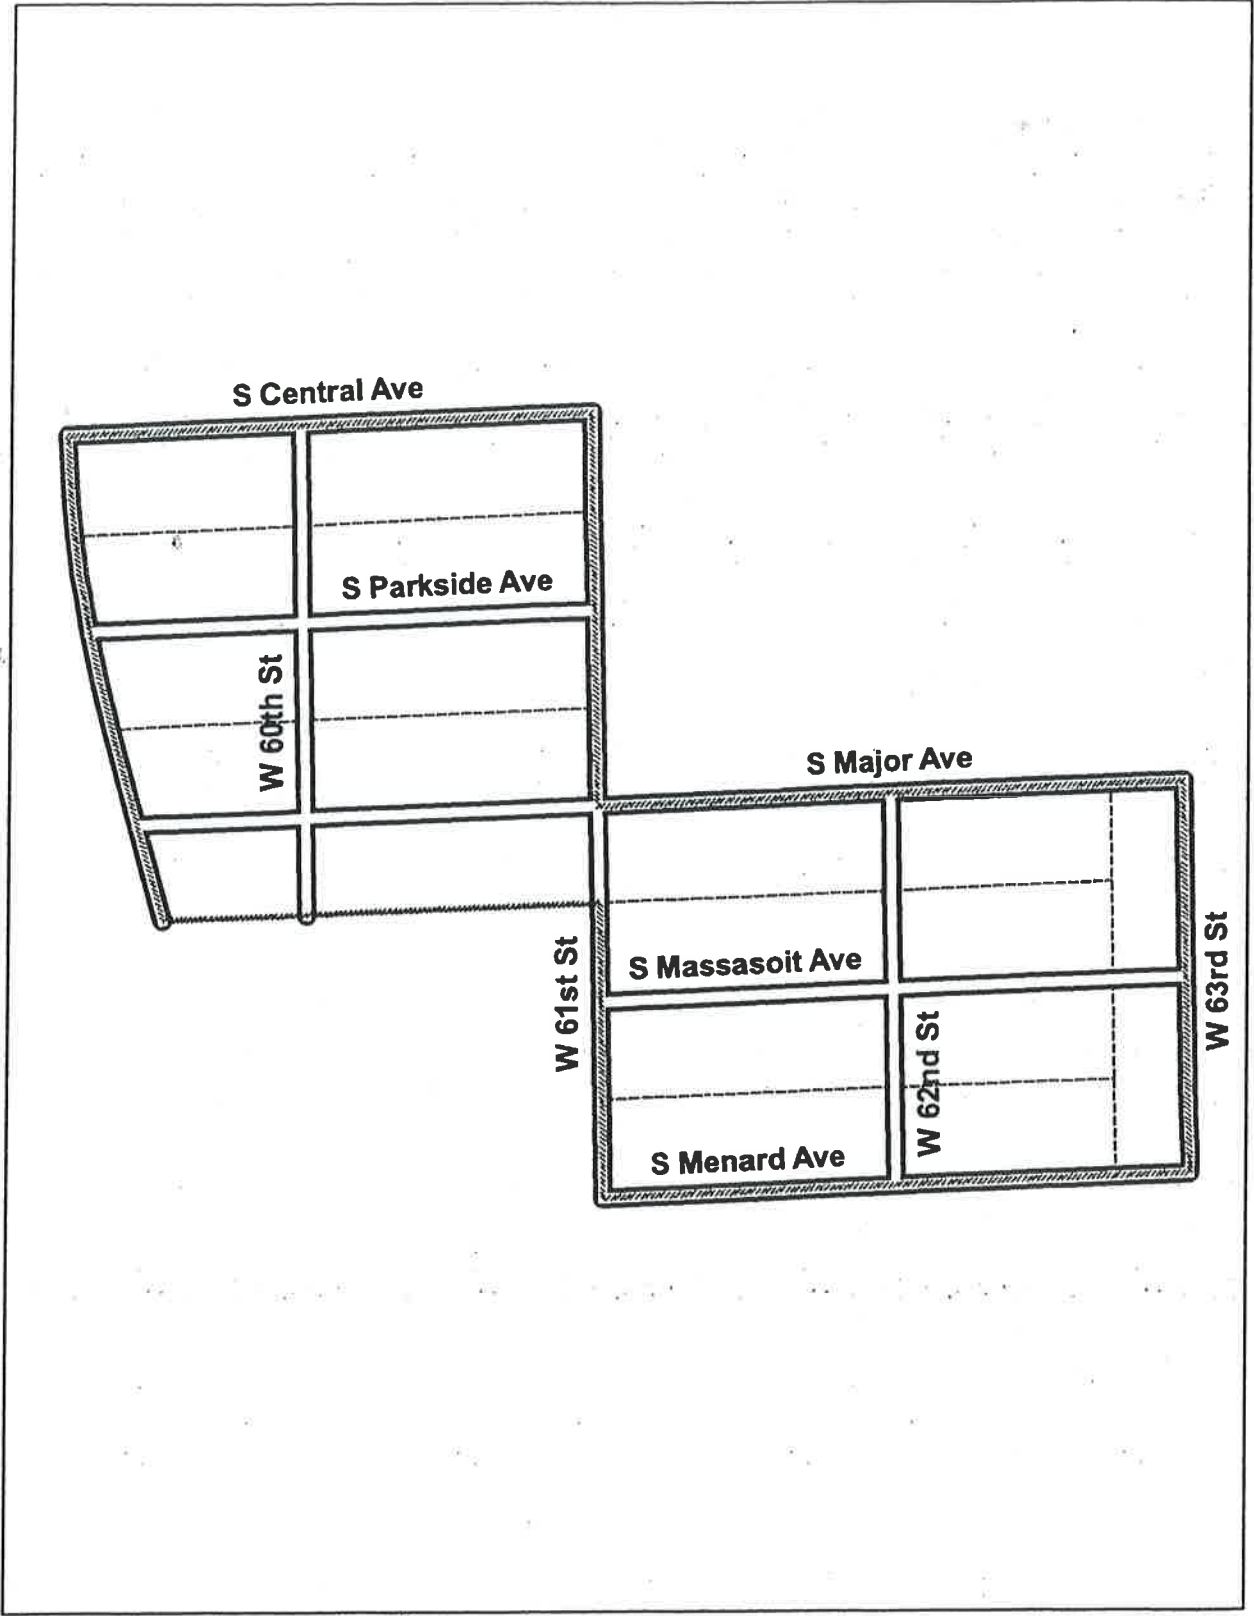 S Central Ave
S Parkside Ave
W 60th St
S Major Ave
W 61st St
S Massasoit Ave
W 63rd St
W 62nd St
S Menard Ave